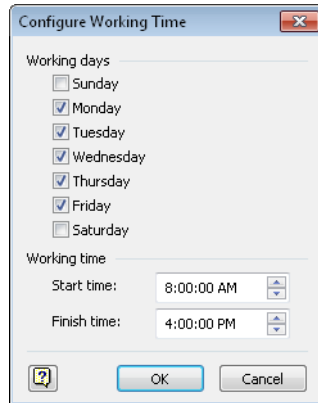 Configure Working Time
Working days
Sunday
Monday
Tuesday
Wednesday
Thursday
Friday
Saturday
Working time
Start time: 8:00:00 AM
Finish time: 4:00:00 PM
? OK Cancel